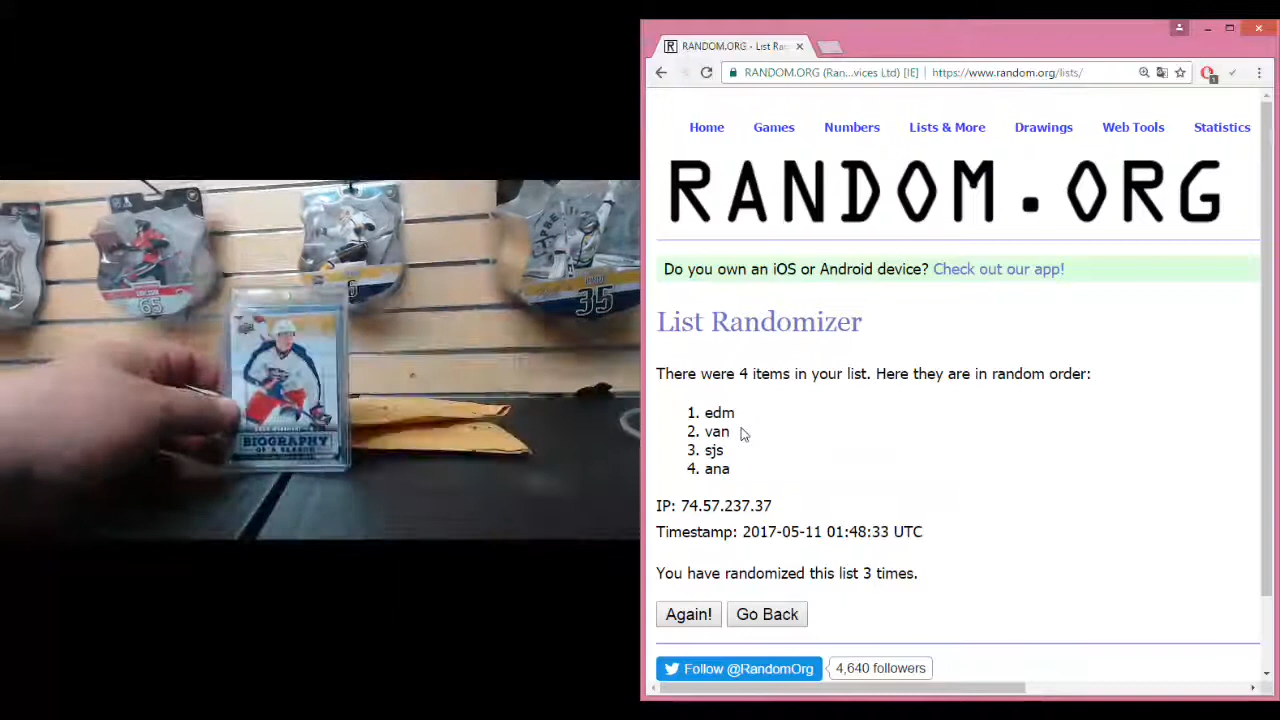 65
35
BIOGRAPHY
OF A SEASON
RANDOM.ORG - List Ra
RANDOM.ORG (Ran...vices Ltd) [IE]
https://www.random.org/lists/
Home Games Numbers Lists & More Drawings Web Tools Statistics
RANDOM.ORG
Do you own an iOS or Android device? Check out our app!
List Randomizer
There were 4 items in your list. Here they are in random order:
1. edm
2. van
3. sjs
4. ana
IP: 74.57.237.37
Timestamp: 2017-05-11 01:48:33 UTC
You have randomized this list 3 times.
Again! Go Back
Follow @RandomOrg 4,640 followers